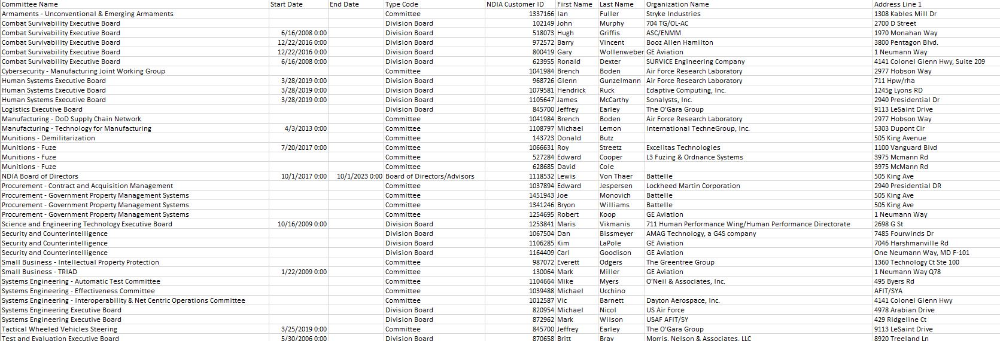 Committee Name Start Date End Date Type Code NDIA Customer ID First Name Last Name Organization Name Address Line 1
Armaments - Unconventional & Emerging Armaments Committee 1337166 Ian Fuller Stryke Industries 1308 Kables Mill Dr
Combat Survivability Executive Board Division Board 102149 John Murphy 704 TG/OL-AC 2700 D Street
Combat Survivability Executive Board 6/16/2008 0:00 Division Board 518073 Hugh Griffis ASC/ENMM 1970 Monahan Way
Combat Survivability Executive Board 12/22/2016 0:00 Division Board 972572 Barry Vincent Booz Allen Hamilton 3800 Pentagon Blvd.
Combat Survivability Executive Board 12/22/2016 0:00 Division Board 800419 Gary Wollenweber GE Aviation 1 Neumann Way
Combat Survivability Executive Board 6/16/2008 0:00 Division Board 623955 Ronald Dexter SURVICE Engineering Company 4141 Colonel Glenn Hwy, Suite 209
Cybersecurity - Manufacturing Joint Working Group Committee 1041984 Brench Boden Air Force Research Laboratory 2977 Hobson Way
Human Systems Executive Board 3/28/2019 0:00 Division Board 968726 Glenn Gunzelmann Air Force Research Laboratory 711 Hpw/rha
Human Systems Executive Board 3/28/2019 0:00 Division Board 1079581 Hendrick Ruck Edaptive Computing, Inc. 1245g Lyons RD
Human Systems Executive Board 3/28/2019 0:00 Division Board 1105647 James McCarthy Sonalysts, Inc. 2940 Presidential Dr
Logistics Executive Board Division Board 845700 Jeffrey Earley The O'Gara Group 9113 LeSaint Drive
Manufacturing - DoD Supply Chain Network Committee 1041984 Brench Boden Air Force Research Laboratory 2977 Hobson Way
Manufacturing - Technology for Manufacturing 4/3/2013 0:00 Committee 1108797 Michael Lemon International TechneGroup, Inc. 5303 Dupont Cir
Munitions - Demilitarization Committee 143723 Donald Butz 505 King Avenue
Munitions - Fuze 7/20/2017 0:00 Committee 1066631 Roy Streetz Excelitas Technologies 1100 Vanguard Blvd
Munitions - Fuze Committee 527284 Edward Cooper L3 Fuzing & Ordnance Systems 3975 Mcmann Rd
Munitions - Fuze Committee 628685 David Cole 3975 McMann Rd
NDIA Board of Directors 10/1/2017 0:00 10/1/2023 0:00 Board of Directors/Advisors 1118532 Lewis Von Thaer Battelle 505 King Ave
Procurement - Contract and Acquisition Management Committee 1037894 Edward Jespersen Lockheed Martin Corporation 2940 Presidential DR
Procurement - Government Property Management Systems Committee 1451943 Joe Monovich Battelle 505 King Ave
Procurement - Government Property Management Systems Committee 1341246 Bryon Williams Battelle 505 King Ave
Procurement - Government Property Management Systems Committee 1254695 Robert Koop GE Aviation 1 Neumann Way
Science and Engineering Technology Executive Board 10/16/2009 0:00 Division Board 1253841 Maris Vikmanis 711 Human Performance Wing/Human Performance Directorate 2698 G St
Security and Counterintelligence Division Board 1067504 Dan Bissmeyer AMAG Technology, a G4S company 7485 Fourwinds Dr
Security and Counterintelligence Division Board 1106285 Kim LaPole GE Aviation 7046 Harshmanville Rd
Security and Counterintelligence Division Board 1164409 Carl Goodison GE Aviation One Neumann Way, MD F-101
Small Business - Intellectual Property Protection Committee 987072 Everett Odgers The Greentree Group 1360 Technology Ct Ste 100
Small Business - TRIAD 1/22/2009 0:00 Committee 130064 Mark Miller GE Aviation 1 Neumann Way Q78
Systems Engineering - Automatic Test Committee Committee 1104664 Mike Myers O'Neil & Associates, Inc. 495 Byers Rd
Systems Engineering - Effectiveness Committee Committee 1039488 Michael Ucchino AFIT/SYA
Systems Engineering - Interoperability & Net Centric Operations Committee Committee 1012587 Vic Barnett Dayton Aerospace, Inc. 4141 Colonel Glenn Hwy
Systems Engineering Executive Board Division Board 820954 Michael Nicol US Air Force 4978 Arabian Drive
Systems Engineering Executive Board Division Board 872962 Mark Wilson USAF AFIT/SY 429 Ridgeline Ct
Tactical Wheeled Vehicles Steering 3/25/2019 0:00 Committee 845700 Jeffrey Earley The O'Gara Group 9113 LeSaint Drive
Test and Evaluation Executive Board 5/30/2006 0:00 Division Board 870658 Britt Bray Morris, Nelson & Associates, LLC 8920 Treeland Ln